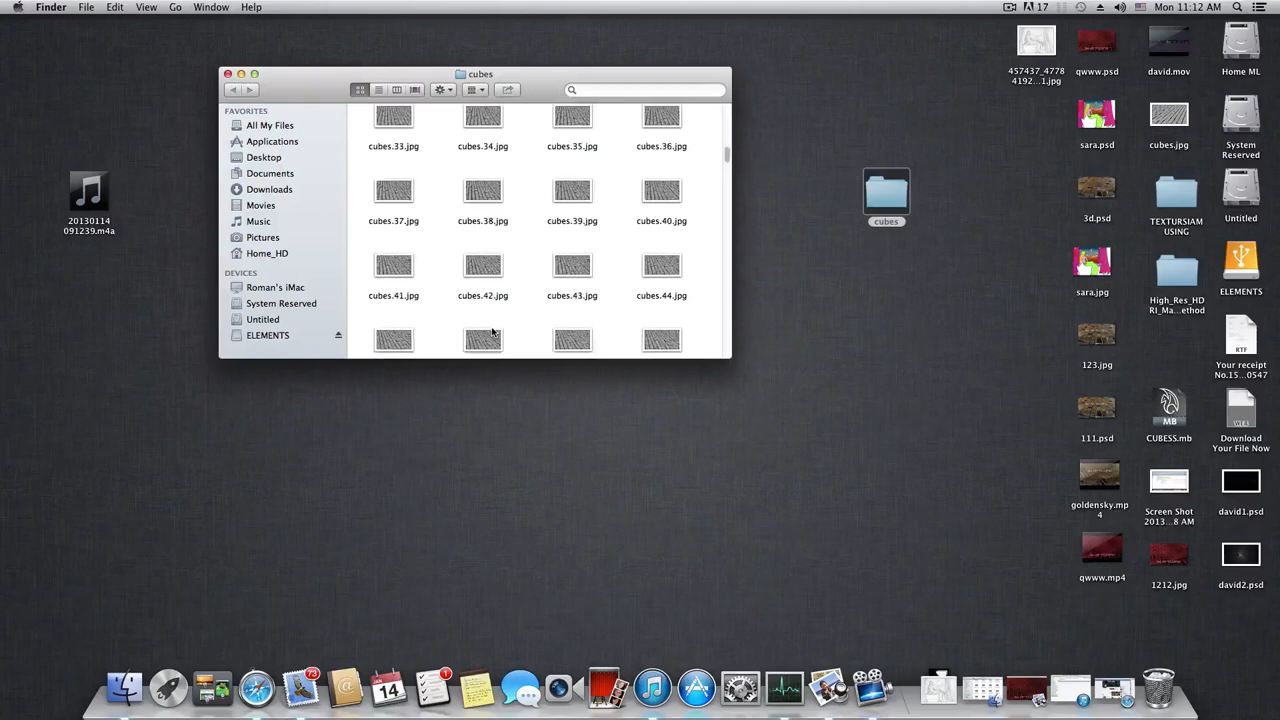 Finder File Edit View Go Window Help
17 Mon 11:12 AM
cubes
FAVORITES
All My Files
Applications
Desktop
Documents
Downloads
Movies
Music
Pictures
Home_HD
DEVICES
Roman's iMac
System Reserved
Untitled
ELEMENTS
cubes.33.jpg cubes.34.jpg cubes.35.jpg cubes.36.jpg
cubes.37.jpg cubes.38.jpg cubes.39.jpg cubes.40.jpg
cubes.41.jpg cubes.42.jpg cubes.43.jpg cubes.44.jpg
20130114
091239.m4a
cubes
457437_4778
4192...1.jpg
qwww.psd
david.mov
Home ML
sara.psd
cubes.jpg
System
Reserved
3d.psd
TEXTURSIAM
USING
Untitled
sara.jpg
High_Res_HD
RI_Ma...ethod
ELEMENTS
123.jpg
RTF
Your receipt
No.15...0547
111.psd
MB
CUBESS.mb
Download
Your File Now
goldensky.mp
4
Screen Shot
2013...8 AM
david1.psd
qwww.mp4
1212.jpg
david2.psd
73
JAN
14
1